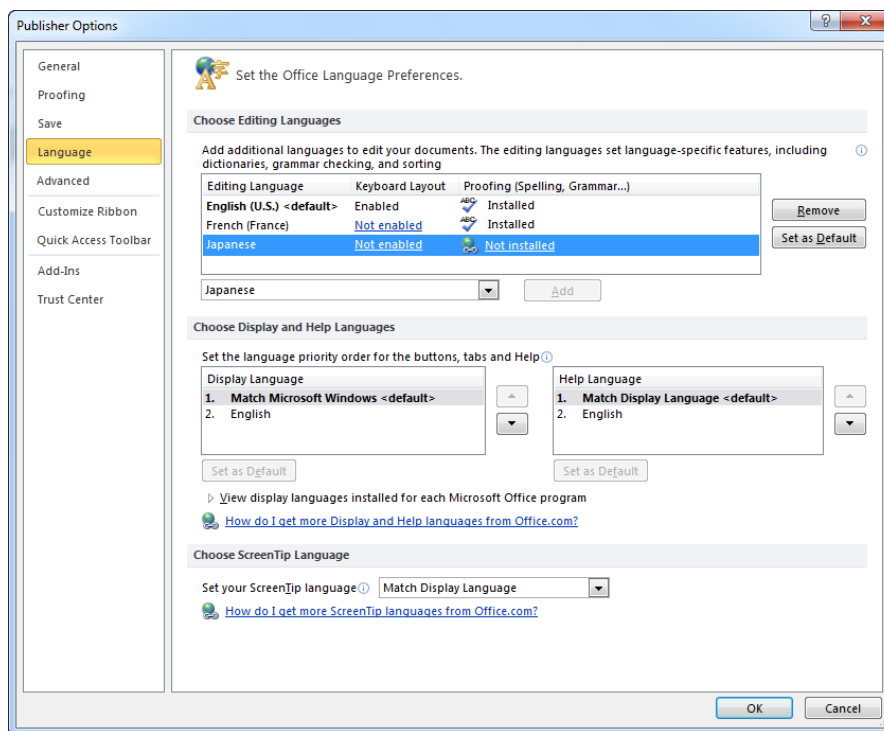 Publisher Options
General
Proofing
Save
Language
Advanced
Customize Ribbon
Quick Access Toolbar
Add-Ins
Trust Center
Set the Office Language Preferences.
Choose Editing Languages
Add additional languages to edit your documents. The editing languages set language-specific features, including
dictionaries, grammar checking, and sorting
Editing Language Keyboard Layout Proofing (Spelling, Grammar...)
English (U.S.) <default> Enabled Installed
French (France) Not enabled Installed
Japanese Not enabled Not installed
Remove
Set as Default
Japanese Add
Choose Display and Help Languages
Set the language priority order for the buttons, tabs and Help
Display Language
1. Match Microsoft Windows <default>
2. English
Set as Default
Help Language
1. Match Display Language <default>
2. English
Set as Default
View display languages installed for each Microsoft Office program
How do I get more Display and Help languages from Office.com?
Choose ScreenTip Language
Set your ScreenTip language Match Display Language
How do I get more ScreenTip languages from Office.com?
OK Cancel